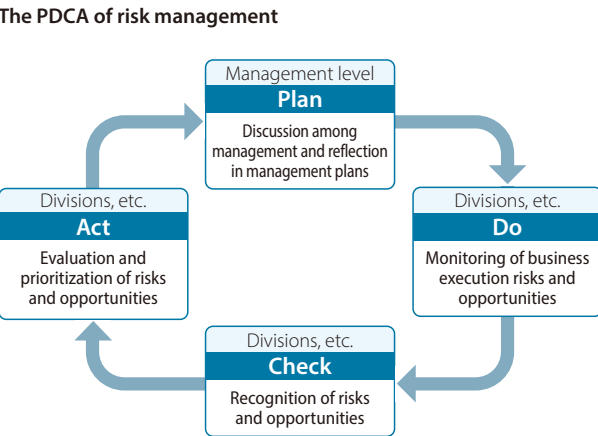 The PDCA of risk management
Management level
Plan
Discussion among
management and reflection
in management plans
Divisions, etc.
Do
Monitoring of business
execution risks and
opportunities
Divisions, etc.
Check
Recognition of risks
and opportunities
Divisions, etc.
Act
Evaluation and
prioritization of risks
and opportunities